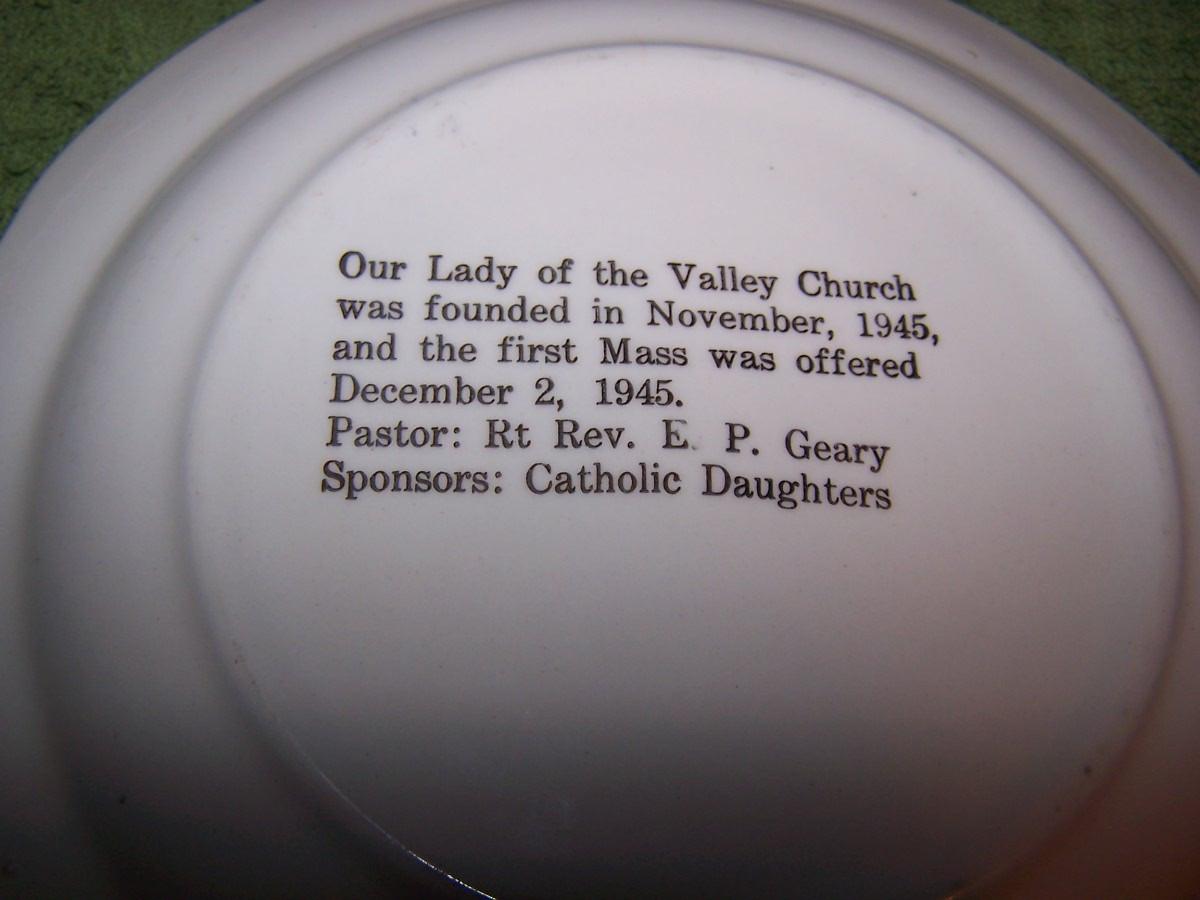 Our Lady of the Valley Church
was founded in November, 1945,
and the first Mass was offered
December 2, 1945.
Pastor: Rt Rev. E. P. Geary
Sponsors: Catholic Daughters